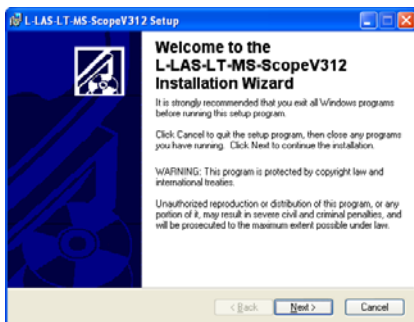 L-LAS-LT-MS-ScopeV312 Setup
Welcome to the
L-LAS-LT-MS-ScopeV312
Installation Wizard
It is strongly recommended that you exit all Windows programs
before running this setup program.
Click Cancel to quit the setup program, then close any programs
you have running. Click Next to continue the installation.
WARNING: This program is protected by copyright law and
international treaties.
Unauthorized reproduction or distribution of this program, or any
portion of it, may result in severe civil and criminal penalties, and
will be prosecuted to the maximum extent possible under law.
< Back Next > Cancel